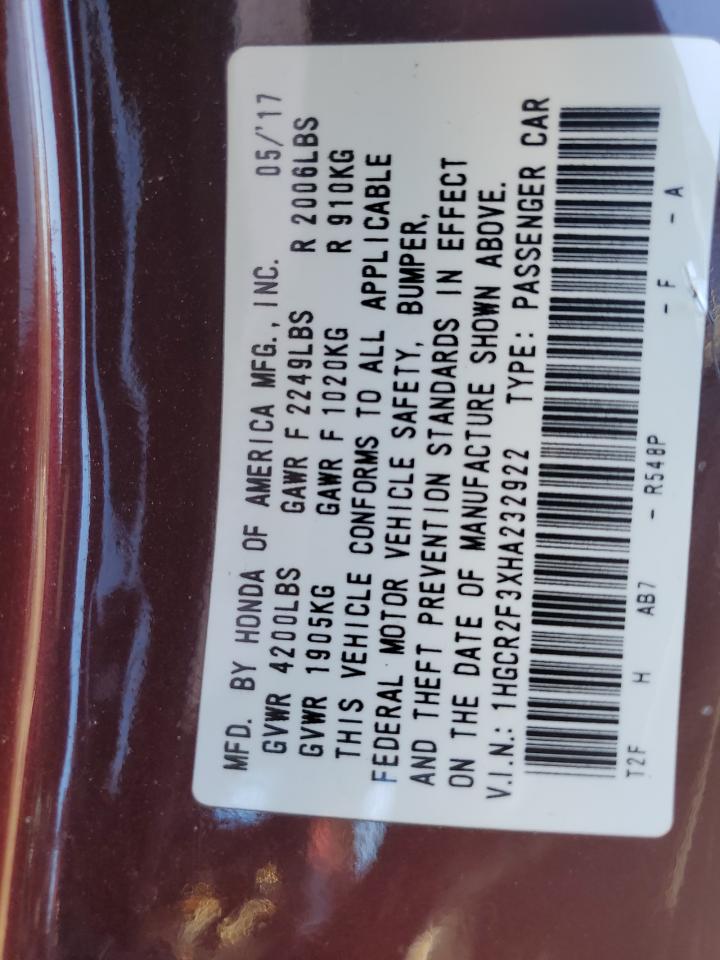 MFD. BY HONDA OF AMERICA MFG., INC. 05/'17
GVWR 4200LBS GAWR F 2249LBS R 2006LBS
GVWR 1905KG GAWR F 1020KG R 910KG
THIS VEHICLE CONFORMS TO ALL APPLICABLE
FEDERAL MOTOR VEHICLE SAFETY, BUMPER,
AND THEFT PREVENTION STANDARDS IN EFFECT
ON THE DATE OF MANUFACTURE SHOWN ABOVE.
V.I.N.: 1HGCR2F3XHA232922 TYPE: PASSENGER CAR
T2F H AB7 - R548P - F - A